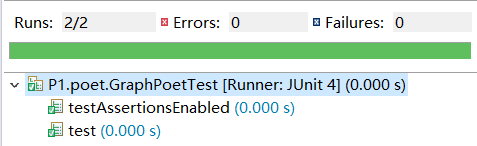 Runs: 2/2 Errors: 0 Failures: 0
P1.poet.GraphPoetTest [Runner: JUnit 4] (0.000 s)
testAssertionsEnabled (0.000 s)
test (0.000 s)